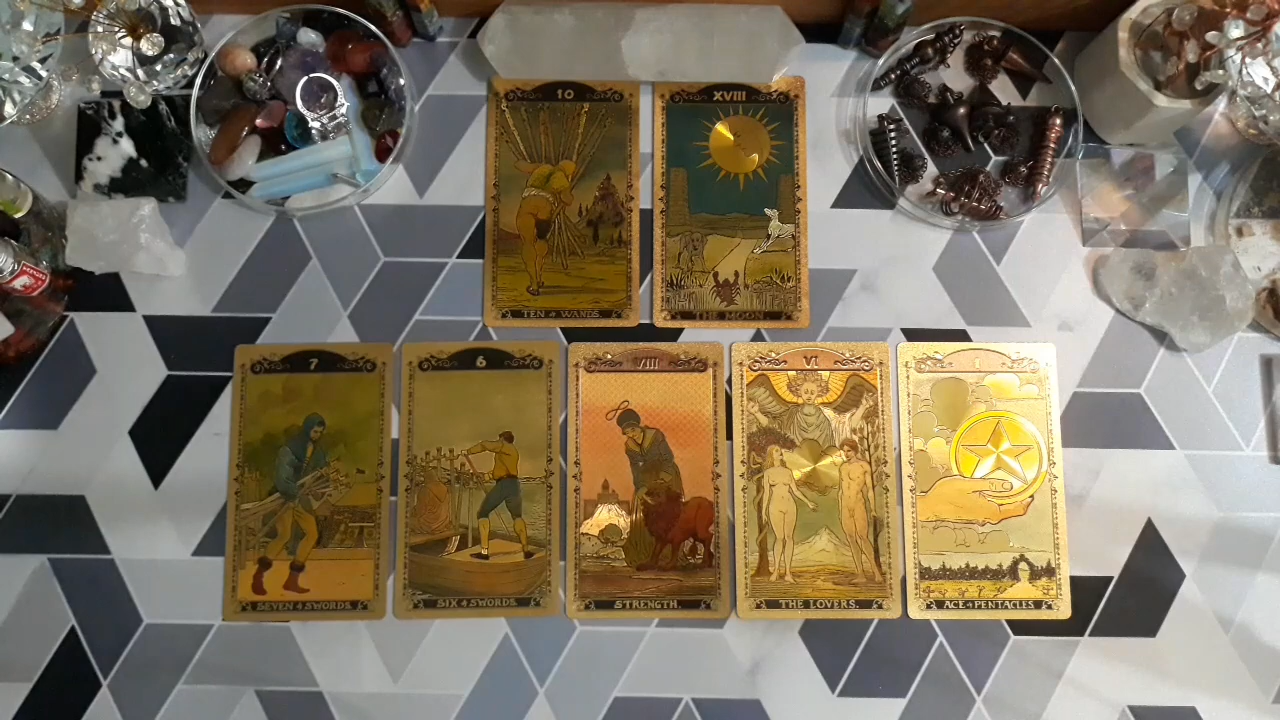 10
TEN of WANDS.
XVIII
THE MOON.
7
SEVEN of SWORDS.
6
SIX of SWORDS.
VIII
STRENGTH.
VI
THE LOVERS.
I
ACE of PENTACLES.